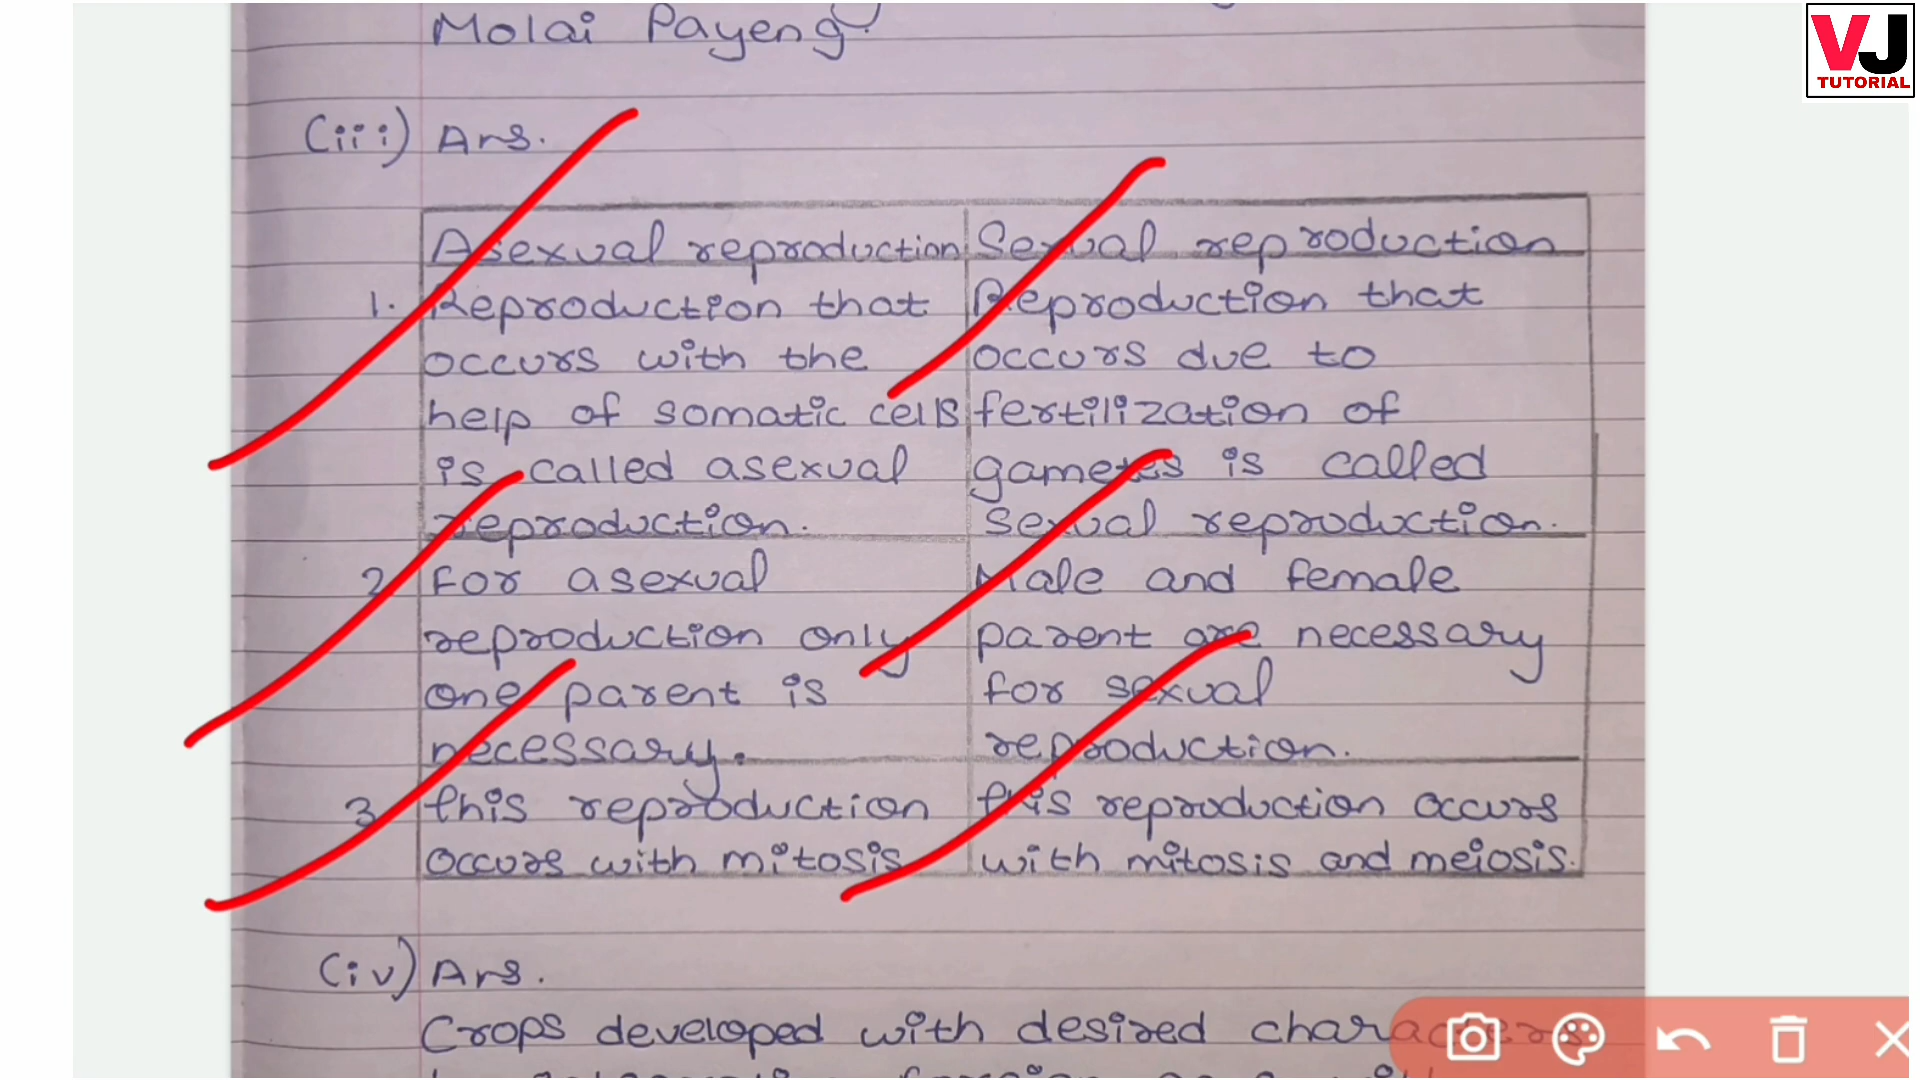 Molai Payeng.
VJ
TUTORIAL
(iii) Ans.
Asexual reproduction Sexual reproduction
1. Reproduction that Reproduction that
occurs with the occurs due to
help of somatic cells fertilization of
is called asexual gametes is called
reproduction. sexual reproduction.
2. For asexual Male and female
reproduction only parent are necessary
one parent is for sexual
necessary. reproduction.
3. this reproduction this reproduction occurs
occurs with mitosis with mitosis and meiosis.
(iv) Ans.
Crops developed with desired characters